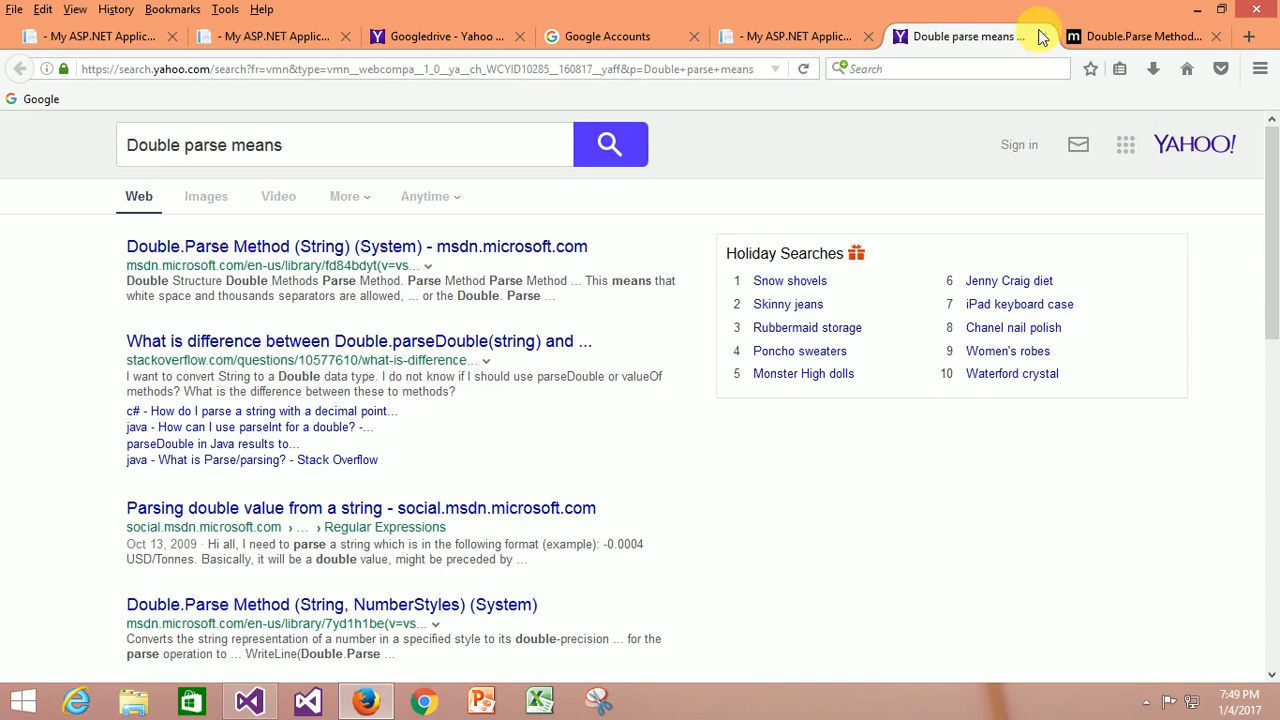 File Edit View History Bookmarks Tools Help
- My ASP.NET Applic...
- My ASP.NET Applic...
Googledrive - Yahoo ...
Google Accounts
- My ASP.NET Applic...
Double parse means ...
Double.Parse Method...
https://search.yahoo.com/search?fr=vmn&type=vmn__webcompa__1_0__ya__ch_WCYID10285__160817__yaff&p=Double+parse+means
Search
Google
Double parse means
Sign in
YAHOO!
Web Images Video More Anytime
Double.Parse Method (String) (System) - msdn.microsoft.com
msdn.microsoft.com/en-us/library/fd84bdyt(v=vs...
Double Structure Double Methods Parse Method. Parse Method Parse Method ... This means that
white space and thousands separators are allowed, ... or the Double. Parse ...
What is difference between Double.parseDouble(string) and ...
stackoverflow.com/questions/10577610/what-is-difference...
I want to convert String to a Double data type. I do not know if I should use parseDouble or valueOf
methods? What is the difference between these to methods?
c# - How do I parse a string with a decimal point...
java - How can I use parseInt for a double? -...
parseDouble in Java results to...
java - What is Parse/parsing? - Stack Overflow
Parsing double value from a string - social.msdn.microsoft.com
social.msdn.microsoft.com › ... › Regular Expressions
Oct 13, 2009 · Hi all, I need to parse a string which is in the following format (example): -0.0004
USD/Tonnes. Basically, it will be a double value, might be preceded by ...
Double.Parse Method (String, NumberStyles) (System)
msdn.microsoft.com/en-us/library/7yd1h1be(v=vs...
Converts the string representation of a number in a specified style to its double-precision ... for the
parse operation to ... WriteLine(Double.Parse ...
Holiday Searches
1 Snow shovels
2 Skinny jeans
3 Rubbermaid storage
4 Poncho sweaters
5 Monster High dolls
6 Jenny Craig diet
7 iPad keyboard case
8 Chanel nail polish
9 Women's robes
10 Waterford crystal
7:49 PM
1/4/2017